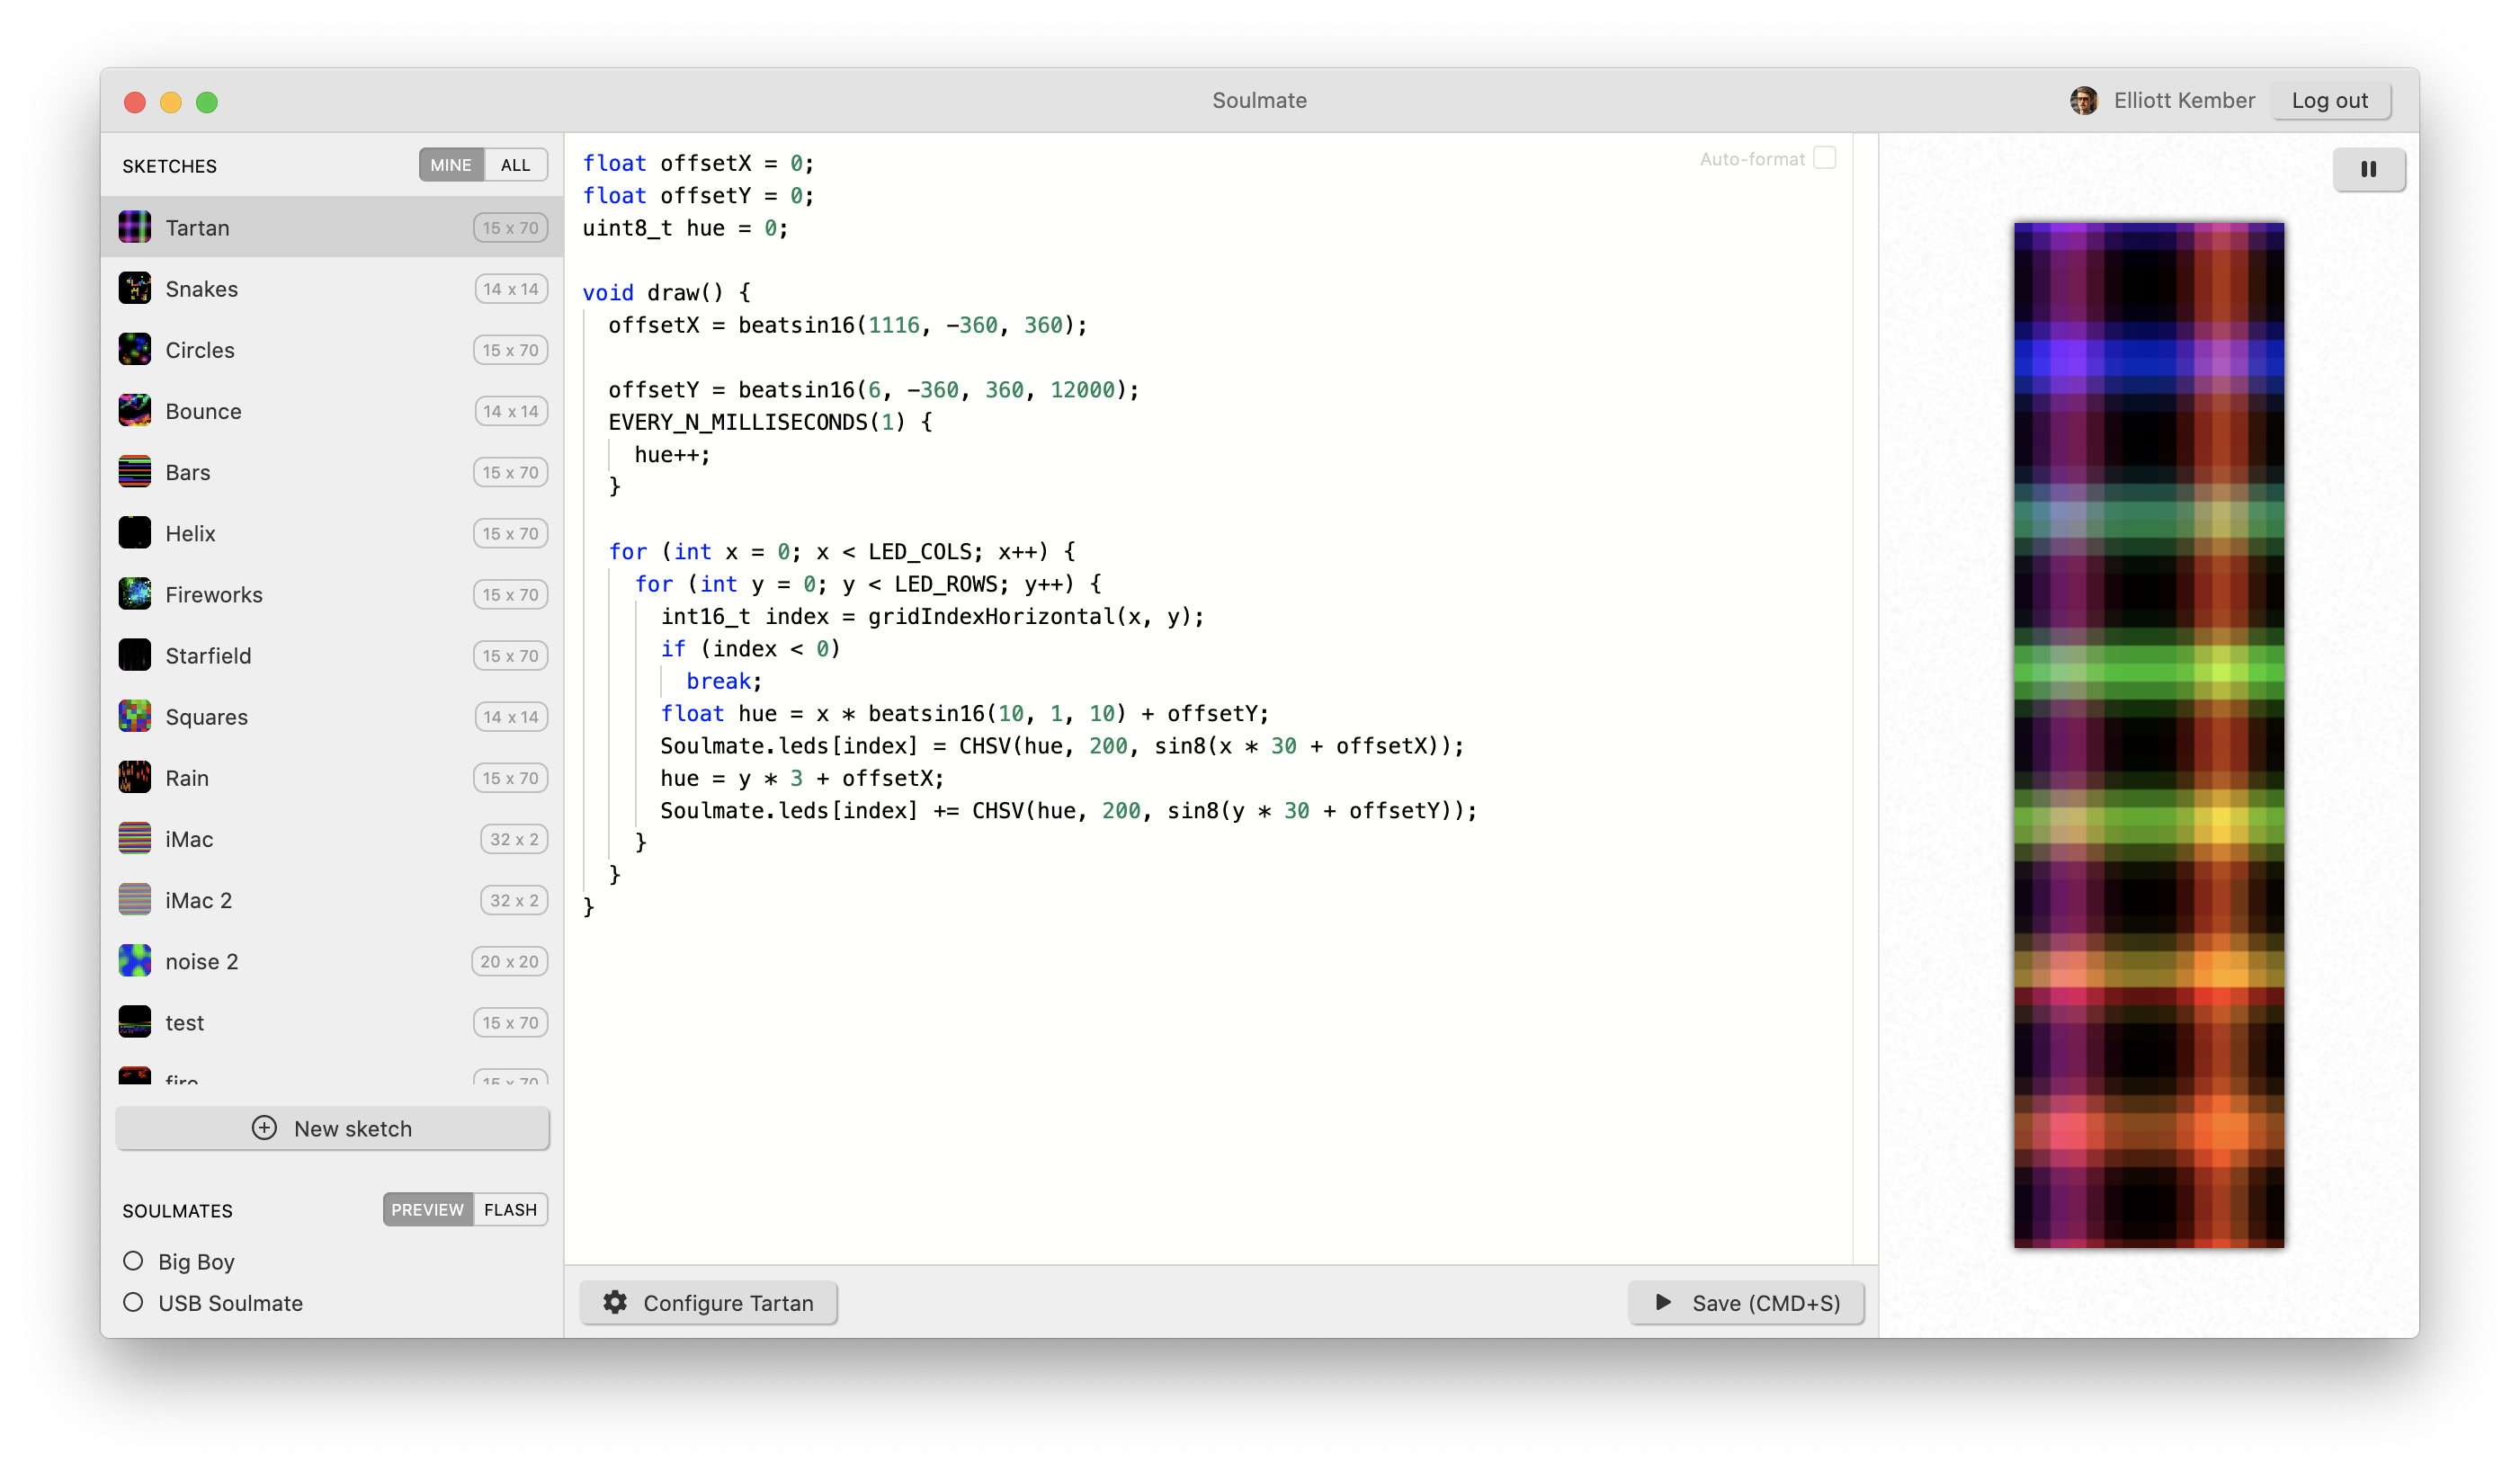 Soulmate
Elliott Kember
Log out
SKETCHES
MINE
ALL
Tartan
15 x 70
Snakes
14 x 14
Circles
15 x 70
Bounce
14 x 14
Bars
15 x 70
Helix
15 x 70
Fireworks
15 x 70
Starfield
15 x 70
Squares
14 x 14
Rain
15 x 70
iMac
32 x 2
iMac 2
32 x 2
noise 2
20 x 20
test
15 x 70
fire
15 x 70
New sketch
SOULMATES
PREVIEW
FLASH
Big Boy
USB Soulmate
Auto-format
float offsetX = 0;
float offsetY = 0;
uint8_t hue = 0;
void draw() {
offsetX = beatsin16(1116, -360, 360);
offsetY = beatsin16(6, -360, 360, 12000);
EVERY_N_MILLISECONDS(1) {
hue++;
}
for (int x = 0; x < LED_COLS; x++) {
for (int y = 0; y < LED_ROWS; y++) {
int16_t index = gridIndexHorizontal(x, y);
if (index < 0)
break;
float hue = x * beatsin16(10, 1, 10) + offsetY;
Soulmate.leds[index] = CHSV(hue, 200, sin8(x * 30 + offsetX));
hue = y * 3 + offsetX;
Soulmate.leds[index] += CHSV(hue, 200, sin8(y * 30 + offsetY));
}
}
}
Configure Tartan
Save (CMD+S)